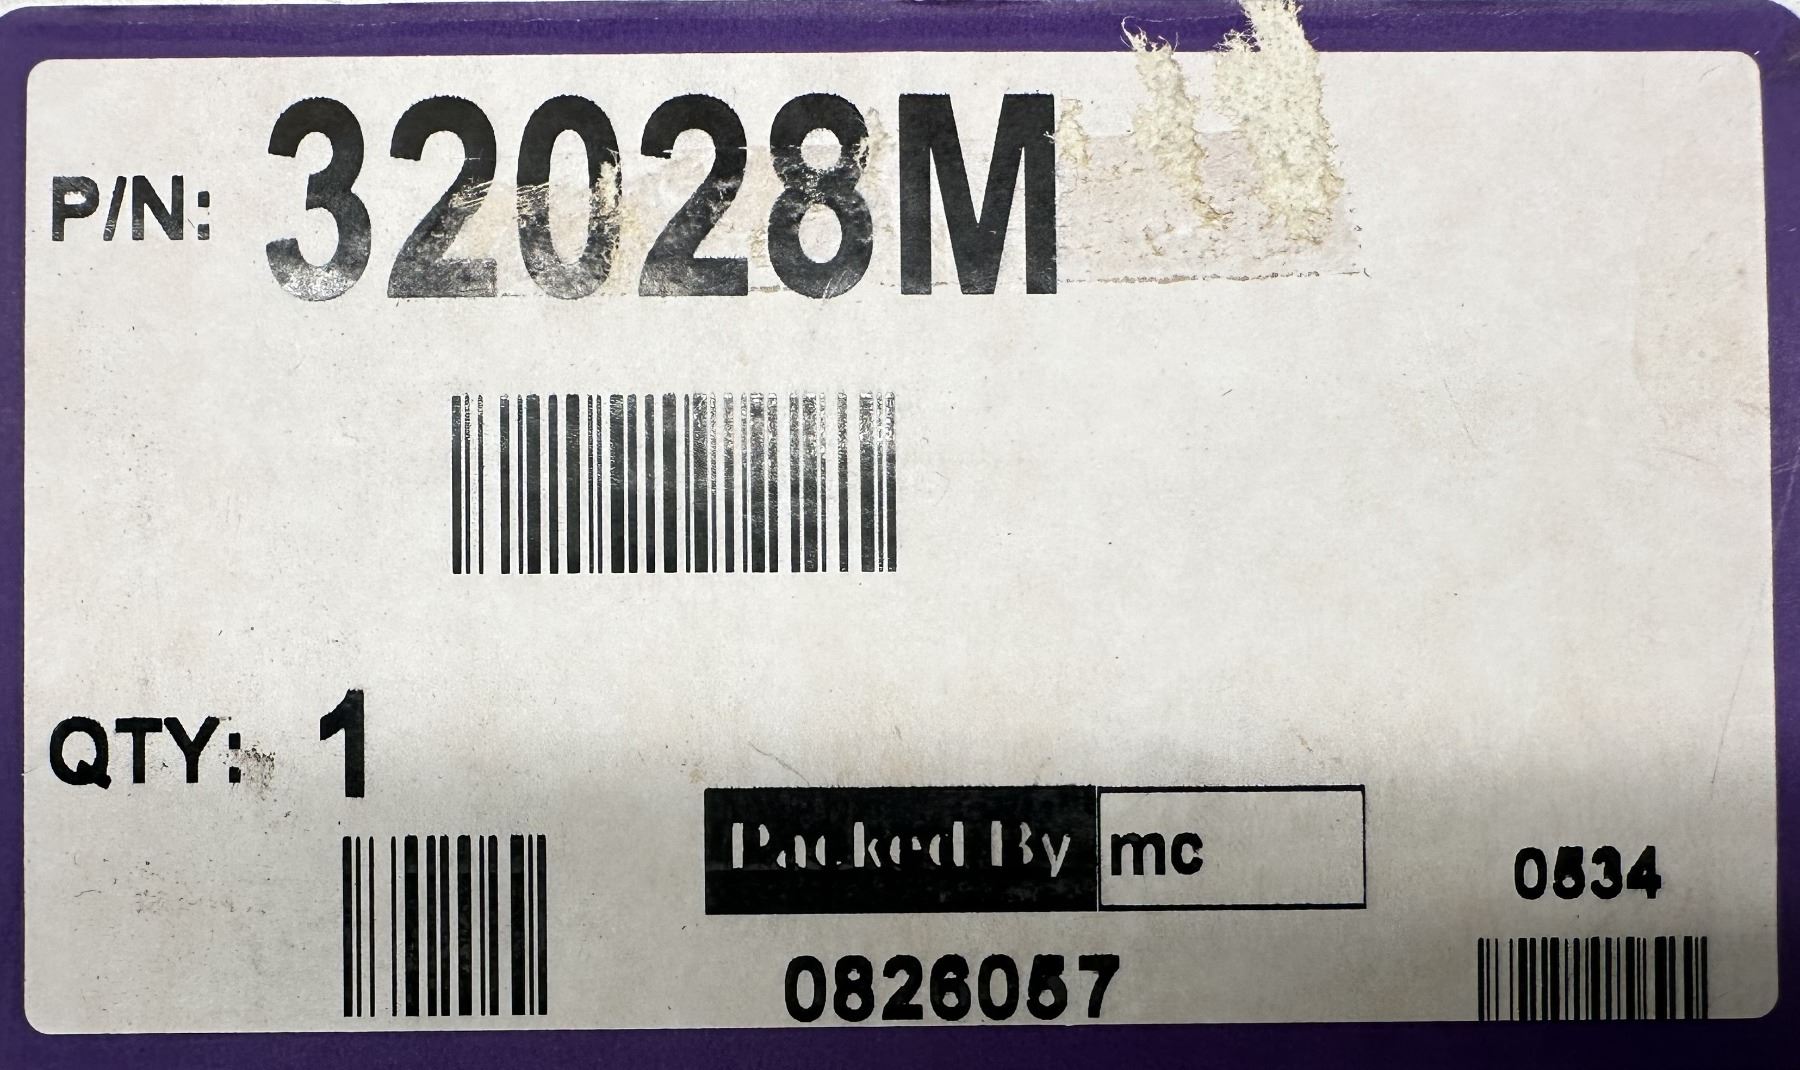 P/N: 32028M
QTY: 1
Packed By mc
0534
0826057